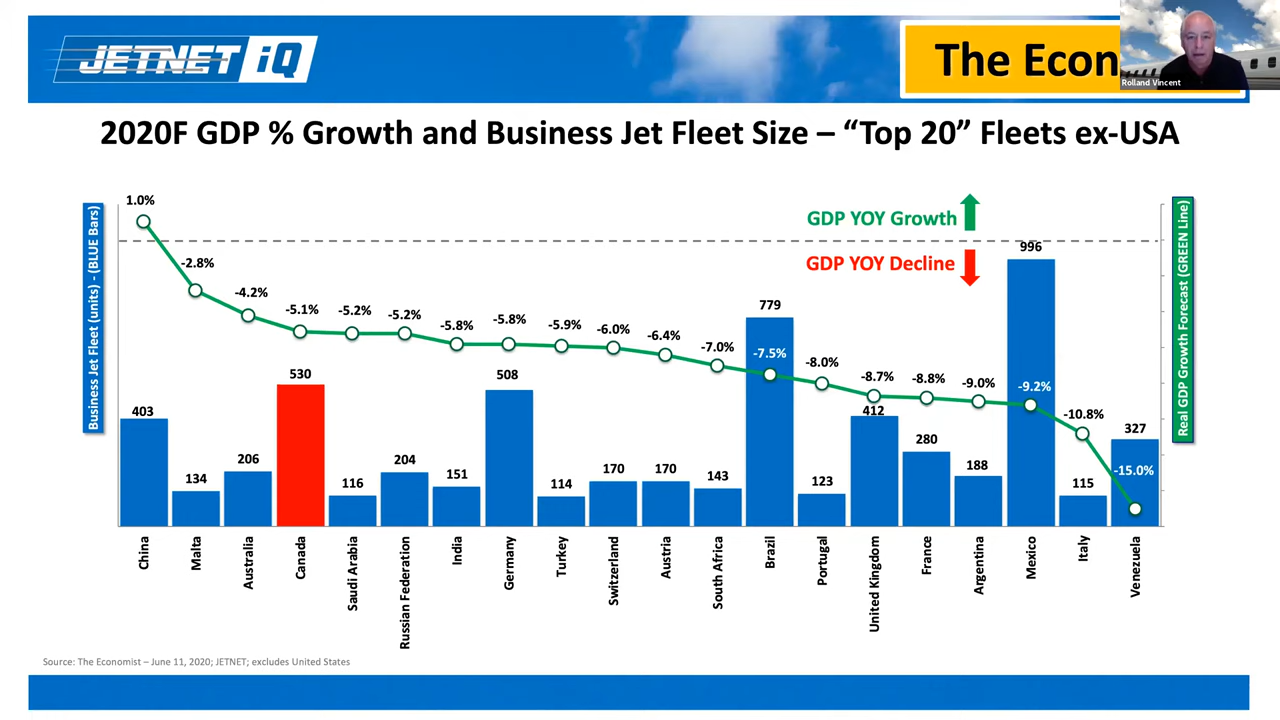 JETNET iQ
The Econ
Rolland Vincent
2020F GDP % Growth and Business Jet Fleet Size – “Top 20” Fleets ex-USA
Business Jet Fleet (units) - (BLUE Bars)
Real GDP Growth Forecast (GREEN Line)
GDP YOY Growth
GDP YOY Decline
1.0%
-2.8%
-4.2%
-5.1%
-5.2%
-5.2%
-5.8%
-5.8%
-5.9%
-6.0%
-6.4%
-7.0%
-7.5%
-8.0%
-8.7%
-8.8%
-9.0%
-9.2%
-10.8%
-15.0%
403
134
206
530
116
204
151
508
114
170
170
143
779
123
412
280
188
996
115
327
China
Malta
Australia
Canada
Saudi Arabia
Russian Federation
India
Germany
Turkey
Switzerland
Austria
South Africa
Brazil
Portugal
United Kingdom
France
Argentina
Mexico
Italy
Venezuela
Source: The Economist – June 11, 2020; JETNET; excludes United States